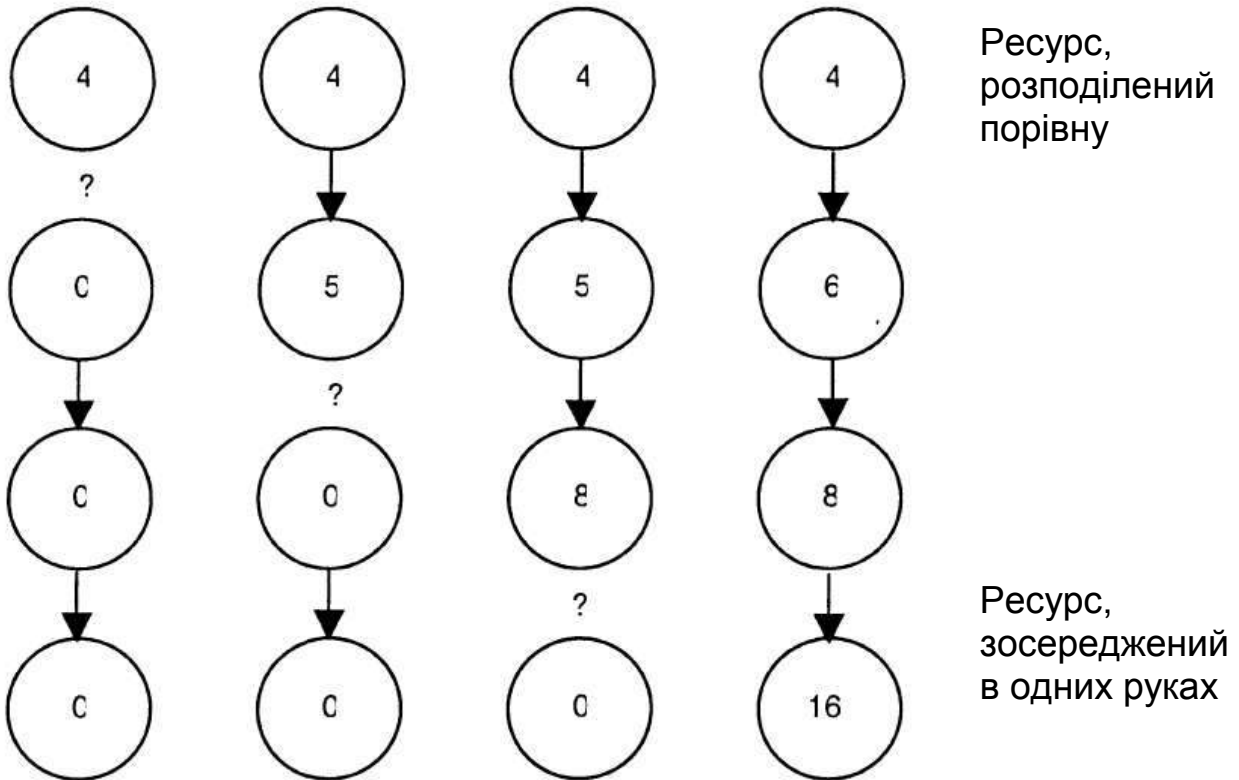 4 4 4 4
Ресурс,
розподілений
порівну
?
0 5 5 6
?
0 0 8 8
?
Ресурс,
зосереджений
в одних руках
0 0 0 16